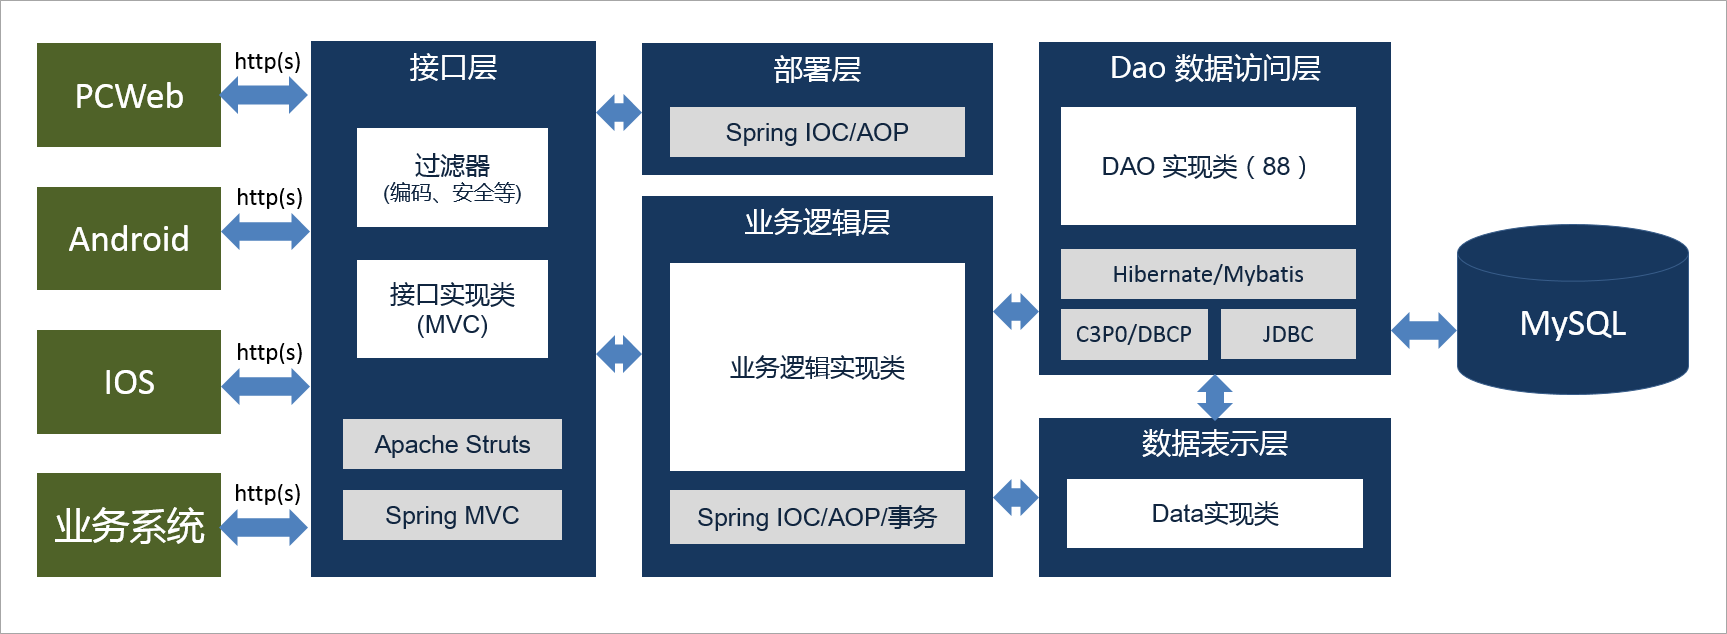 PCWeb
http(s)
Android
http(s)
IOS
http(s)
业务系统
http(s)
接口层
过滤器
(编码、安全等)
接口实现类
(MVC)
Apache Struts
Spring MVC
部署层
Spring IOC/AOP
业务逻辑层
业务逻辑实现类
Spring IOC/AOP/事务
Dao 数据访问层
DAO 实现类（88）
Hibernate/Mybatis
C3P0/DBCP
JDBC
数据表示层
Data实现类
MySQL